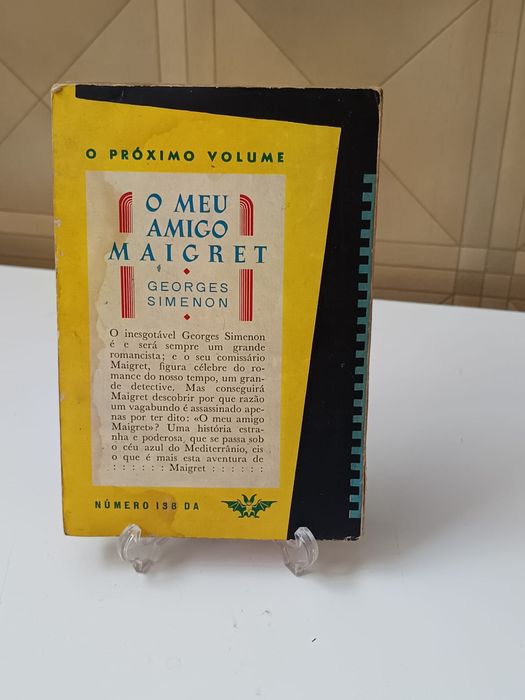 O PRÓXIMO VOLUME
O MEU
AMIGO
MAIGRET
GEORGES
SIMENON
O inesgotável Georges Simenon
é e será sempre um grande
romancista; e o seu comissário
Maigret, figura célebre do ro-
mance do nosso tempo, um gran-
de detective. Mas conseguirá
Maigret descobrir por que razão
um vagabundo é assassinado ape-
nas por ter dito: «O meu amigo
Maigret»? Uma história estra-
nha e poderosa, que se passa sob
o céu azul do Mediterrânio, eis
o que é mais esta aventura de
: : : : : : Maigret : : : : : :
NÚMERO 138 DA